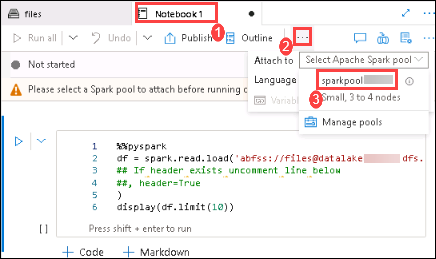 files
Notebook 1
1
Run all
Undo
Publish
Outline
2
...
Not started
Attach to
Select Apache Spark pool
Language
sparkpool
Variab
3
Small, 3 to 4 nodes
Please select a Spark pool to attach before running c
Manage pools
1 %%pyspark
2 df = spark.read.load('abfss://files@datalake dfs.
3 ## If header exists uncomment line below
4 ##, header=True
5 )
6 display(df.limit(10))
[ ]
Press shift + enter to run
+ Code + Markdown